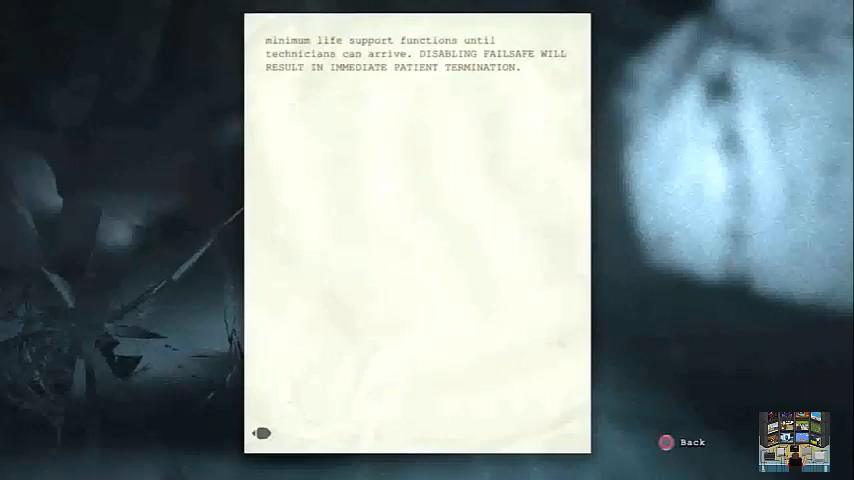 minimum life support functions until
technicians can arrive. DISABLING FAILSAFE WILL
RESULT IN IMMEDIATE PATIENT TERMINATION.
Back